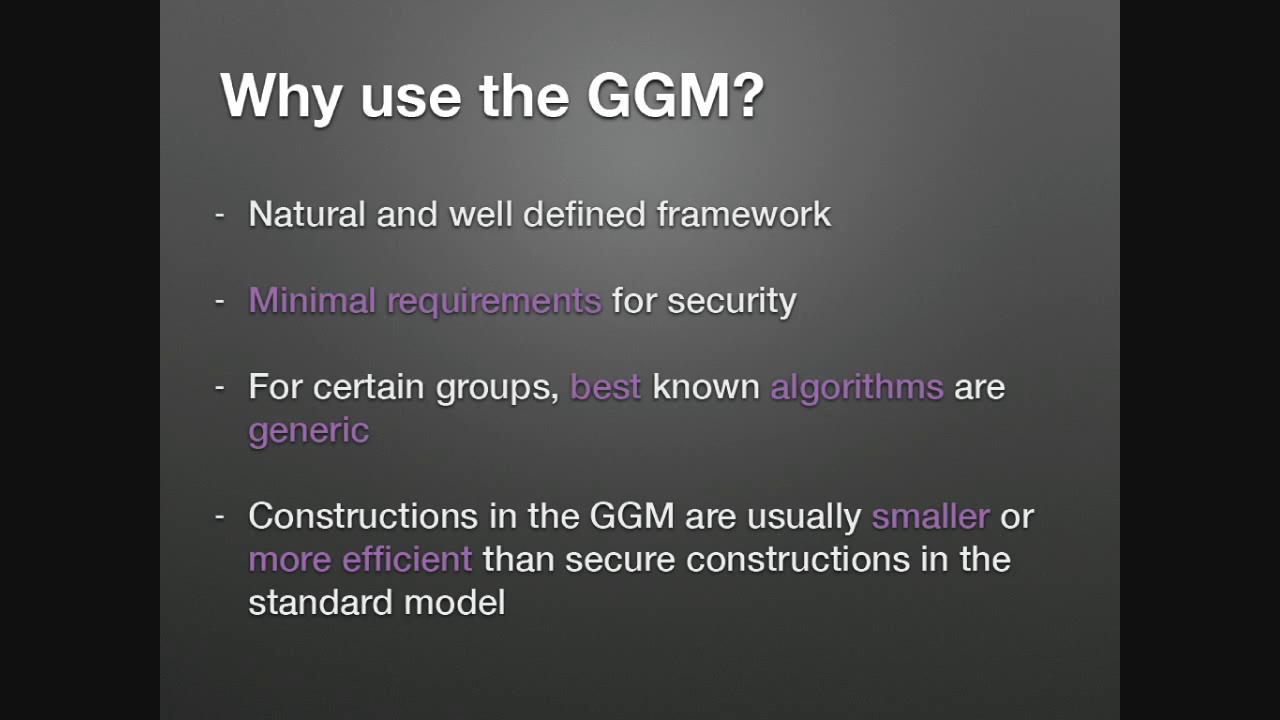 Why use the GGM?
- Natural and well defined framework
- Minimal requirements for security
- For certain groups, best known algorithms are
generic
- Constructions in the GGM are usually smaller or
more efficient than secure constructions in the
standard model